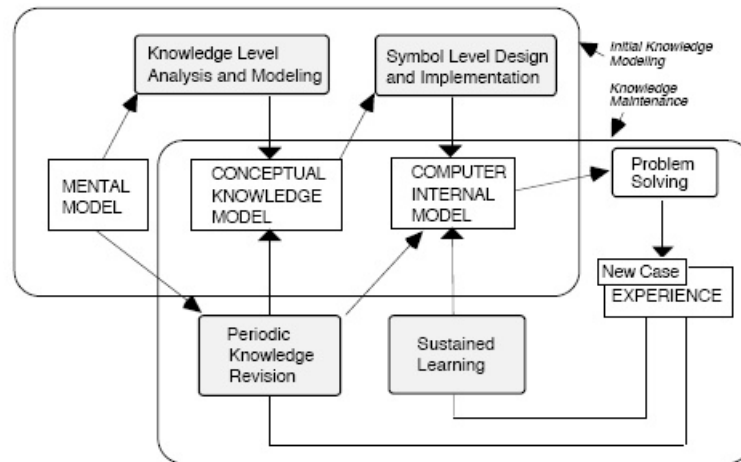 Knowledge Level
Analysis and Modeling
Symbol Level Design
and Implementation
Initial Knowledge
Modeling
Knowledge
Maintenance
MENTAL
MODEL
CONCEPTUAL
KNOWLEDGE
MODEL
COMPUTER
INTERNAL
MODEL
Problem
Solving
New Case
EXPERIENCE
Periodic
Knowledge
Revision
Sustained
Learning